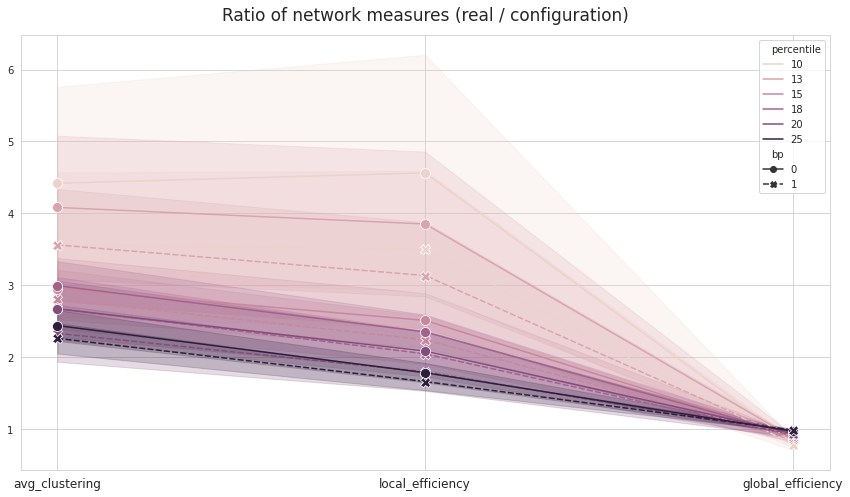 Ratio of network measures (real / configuration)
6
5
4
3
2
1
avg_clustering
local_efficiency
global_efficiency
percentile
10
13
15
18
20
25
bp
0
1